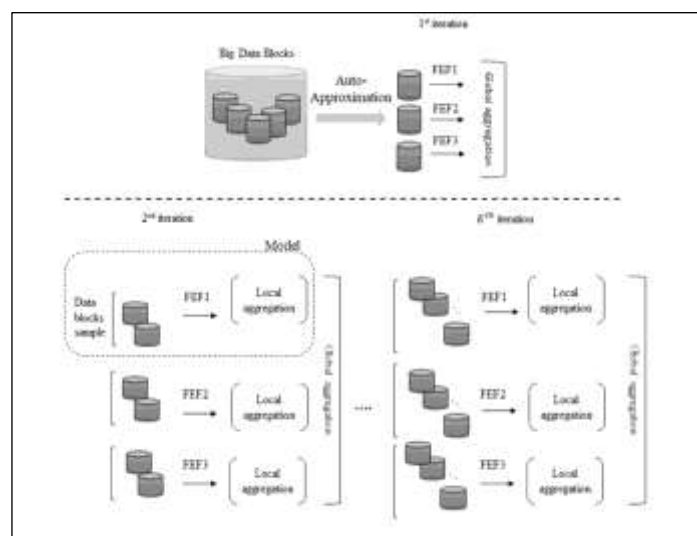 1st iteration
Big Data Blocks
Auto-
Approximation
FEF1
FEF2
FEF3
Global aggregation
2nd iteration
Kth iteration
Model
Data
blocks
sample
FEF1
Local
aggregation
FEF2
Local
aggregation
FEF3
Local
aggregation
Global aggregation
....
FEF1
Local
aggregation
FEF2
Local
aggregation
FEF3
Local
aggregation
Global aggregation